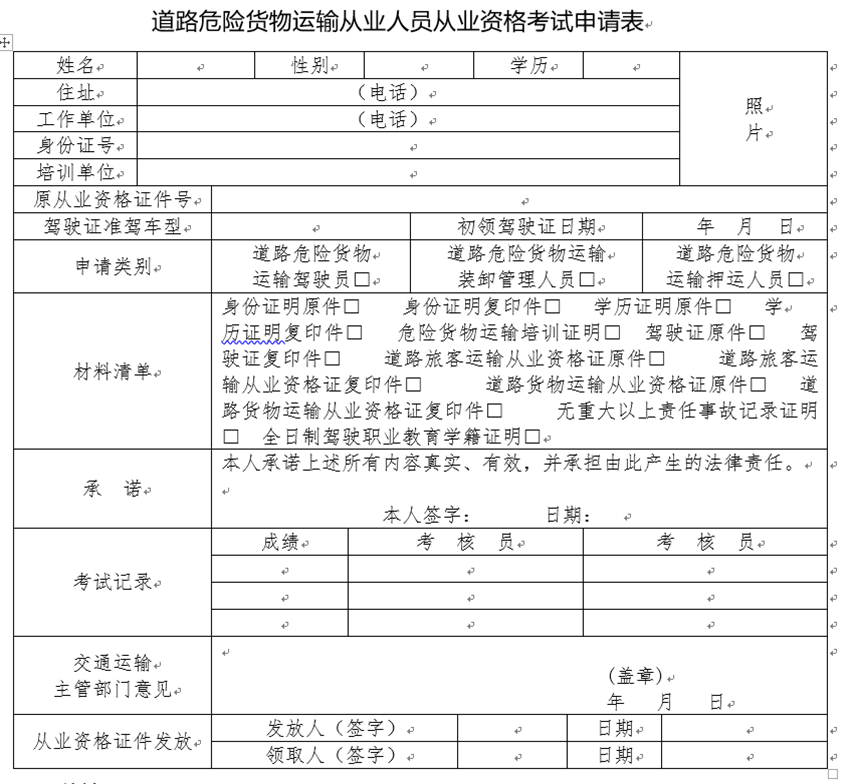 道路危险货物运输从业人员从业资格考试申请表
姓名 性别 学历
照
片
住址 （电话）
工作单位 （电话）
身份证号
培训单位
原从业资格证件号
驾驶证准驾车型 初领驾驶证日期 年 月 日
申请类别
道路危险货物
运输驾驶员□
道路危险货物运输
装卸管理人员□
道路危险货物
运输押运人员□
材料清单
身份证明原件□ 身份证明复印件□ 学历证明原件□ 学
历证明复印件□ 危险货物运输培训证明□ 驾驶证原件□ 驾
驶证复印件□ 道路旅客运输从业资格证原件□ 道路旅客运
输从业资格证复印件□ 道路货物运输从业资格证原件□ 道
路货物运输从业资格证复印件□ 无重大以上责任事故记录证明
□ 全日制驾驶职业教育学籍证明□
承 诺
本人承诺上述所有内容真实、有效，并承担由此产生的法律责任。
本人签字： 日期：
考试记录
成绩 考 核 员 考 核 员
交通运输
主管部门意见
（盖章）
年 月 日
从业资格证件发放
发放人（签字） 日期
领取人（签字） 日期